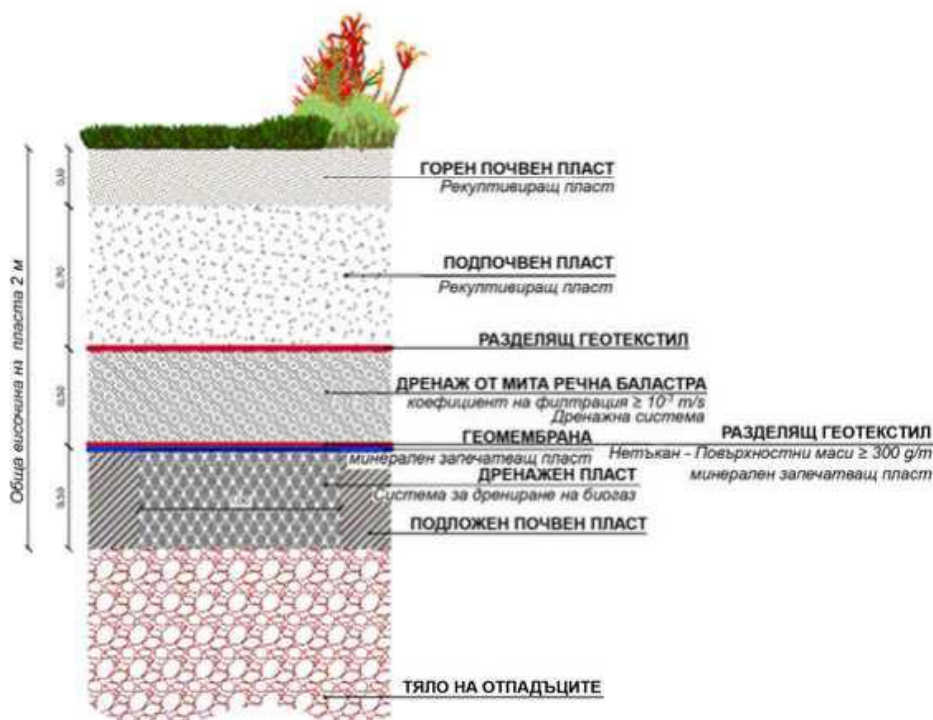 ГОРЕН ПОЧВЕН ПЛАСТ
Рекултивиращ пласт
0,30
ПОДПОЧВЕН ПЛАСТ
Рекултивиращ пласт
0,70
Обща височина на пласта 2 м
РАЗДЕЛЯЩ ГЕОТЕКСТИЛ
ДРЕНАЖ ОТ МИТА РЕЧНА БАЛАСТРА
коефициент на филтрация ≥ 10⁻³ m/s
Дренажна система
0,50
ГЕОМЕМБРАНА
минерален запечатващ пласт
РАЗДЕЛЯЩ ГЕОТЕКСТИЛ
Нетъкан - Повърхностни маси ≥ 300 g/m
минерален запечатващ пласт
ДРЕНАЖЕН ПЛАСТ
Система за дрениране на биогаз
0,50
ПОДЛОЖЕН ПОЧВЕН ПЛАСТ
ТЯЛО НА ОТПАДЪЦИТЕ